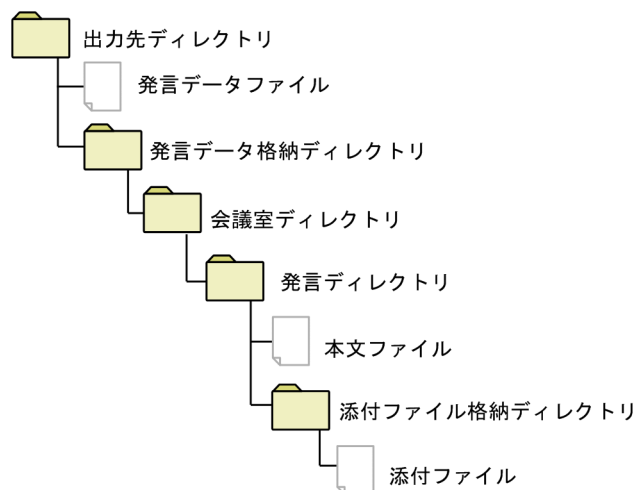 出力先ディレクトリ
発言データファイル
発言データ格納ディレクトリ
会議室ディレクトリ
発言ディレクトリ
本文ファイル
添付ファイル格納ディレクトリ
添付ファイル